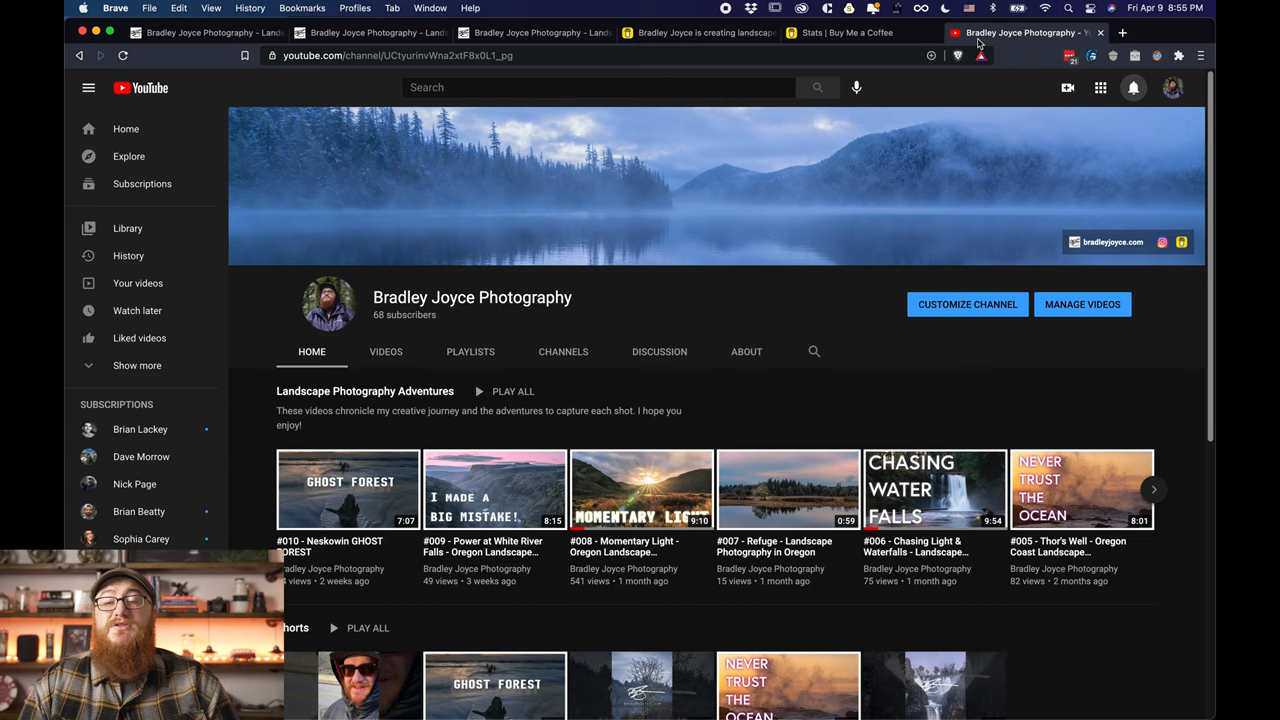 Brave File Edit View History Bookmarks Profiles Tab Window Help Fri Apr 9 8:55 PM
Bradley Joyce Photography - Lands Bradley Joyce Photography - Lands Bradley Joyce Photography - Lands Bradley Joyce is creating landscape Stats | Buy Me a Coffee Bradley Joyce Photography - Y
youtube.com/channel/UCtyurinvWna2xtF8x0L1_pg 21
YouTube Search
Home
Explore
Subscriptions
Library
History
Your videos
Watch later
Liked videos
Show more
SUBSCRIPTIONS
Brian Lackey
Dave Morrow
Nick Page
Brian Beatty
Sophia Carey
bradleyjoyce.com
Bradley Joyce Photography
68 subscribers
CUSTOMIZE CHANNEL MANAGE VIDEOS
HOME VIDEOS PLAYLISTS CHANNELS DISCUSSION ABOUT
Landscape Photography Adventures PLAY ALL
These videos chronicle my creative journey and the adventures to capture each shot. I hope you
enjoy!
GHOST FOREST
7:07
#010 - Neskowin GHOST
FOREST
Bradley Joyce Photography
views • 2 weeks ago
I MADE A
BIG MISTAKE!
8:15
#009 - Power at White River
Falls - Oregon Landscape...
Bradley Joyce Photography
49 views • 3 weeks ago
MOMENTARY LIGHT
9:10
#008 - Momentary Light -
Oregon Landscape...
Bradley Joyce Photography
541 views • 1 month ago
0:59
#007 - Refuge - Landscape
Photography in Oregon
Bradley Joyce Photography
15 views • 1 month ago
CHASING
WATER
FALLS
9:54
#006 - Chasing Light &
Waterfalls - Landscape...
Bradley Joyce Photography
75 views • 1 month ago
NEVER
TRUST
THE
OCEAN
8:01
#005 - Thor's Well - Oregon
Coast Landscape...
Bradley Joyce Photography
82 views • 2 months ago
horts PLAY ALL
GHOST FOREST
NEVER
TRUST
THE
OCEAN